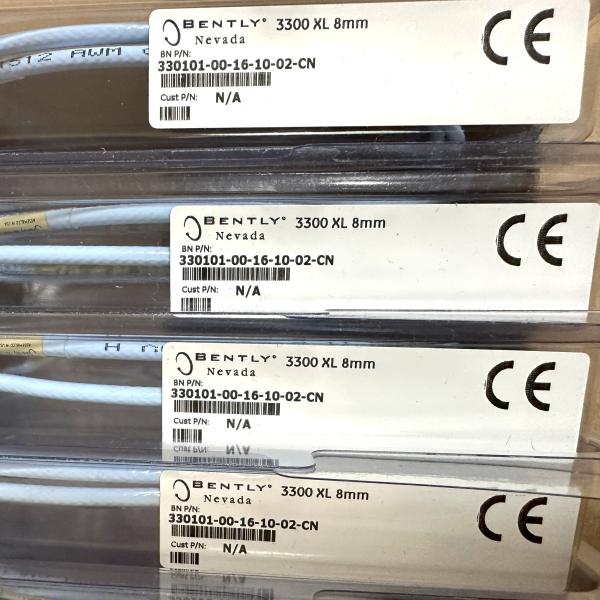 BENTLY® 3300 XL 8mm
Nevada
BN P/N:
330101-00-16-10-02-CN
Cust P/N: N/A
CE
AWM
BENTLY® 3300 XL 8mm
Nevada
BN P/N:
330101-00-16-10-02-CN
Cust P/N: N/A
CE
BENTLY® 3300 XL 8mm
Nevada
BN P/N:
330101-00-16-10-02-CN
Cust P/N: N/A
CE
BENTLY® 3300 XL 8mm
Nevada
BN P/N:
330101-00-16-10-02-CN
Cust P/N: N/A
CE